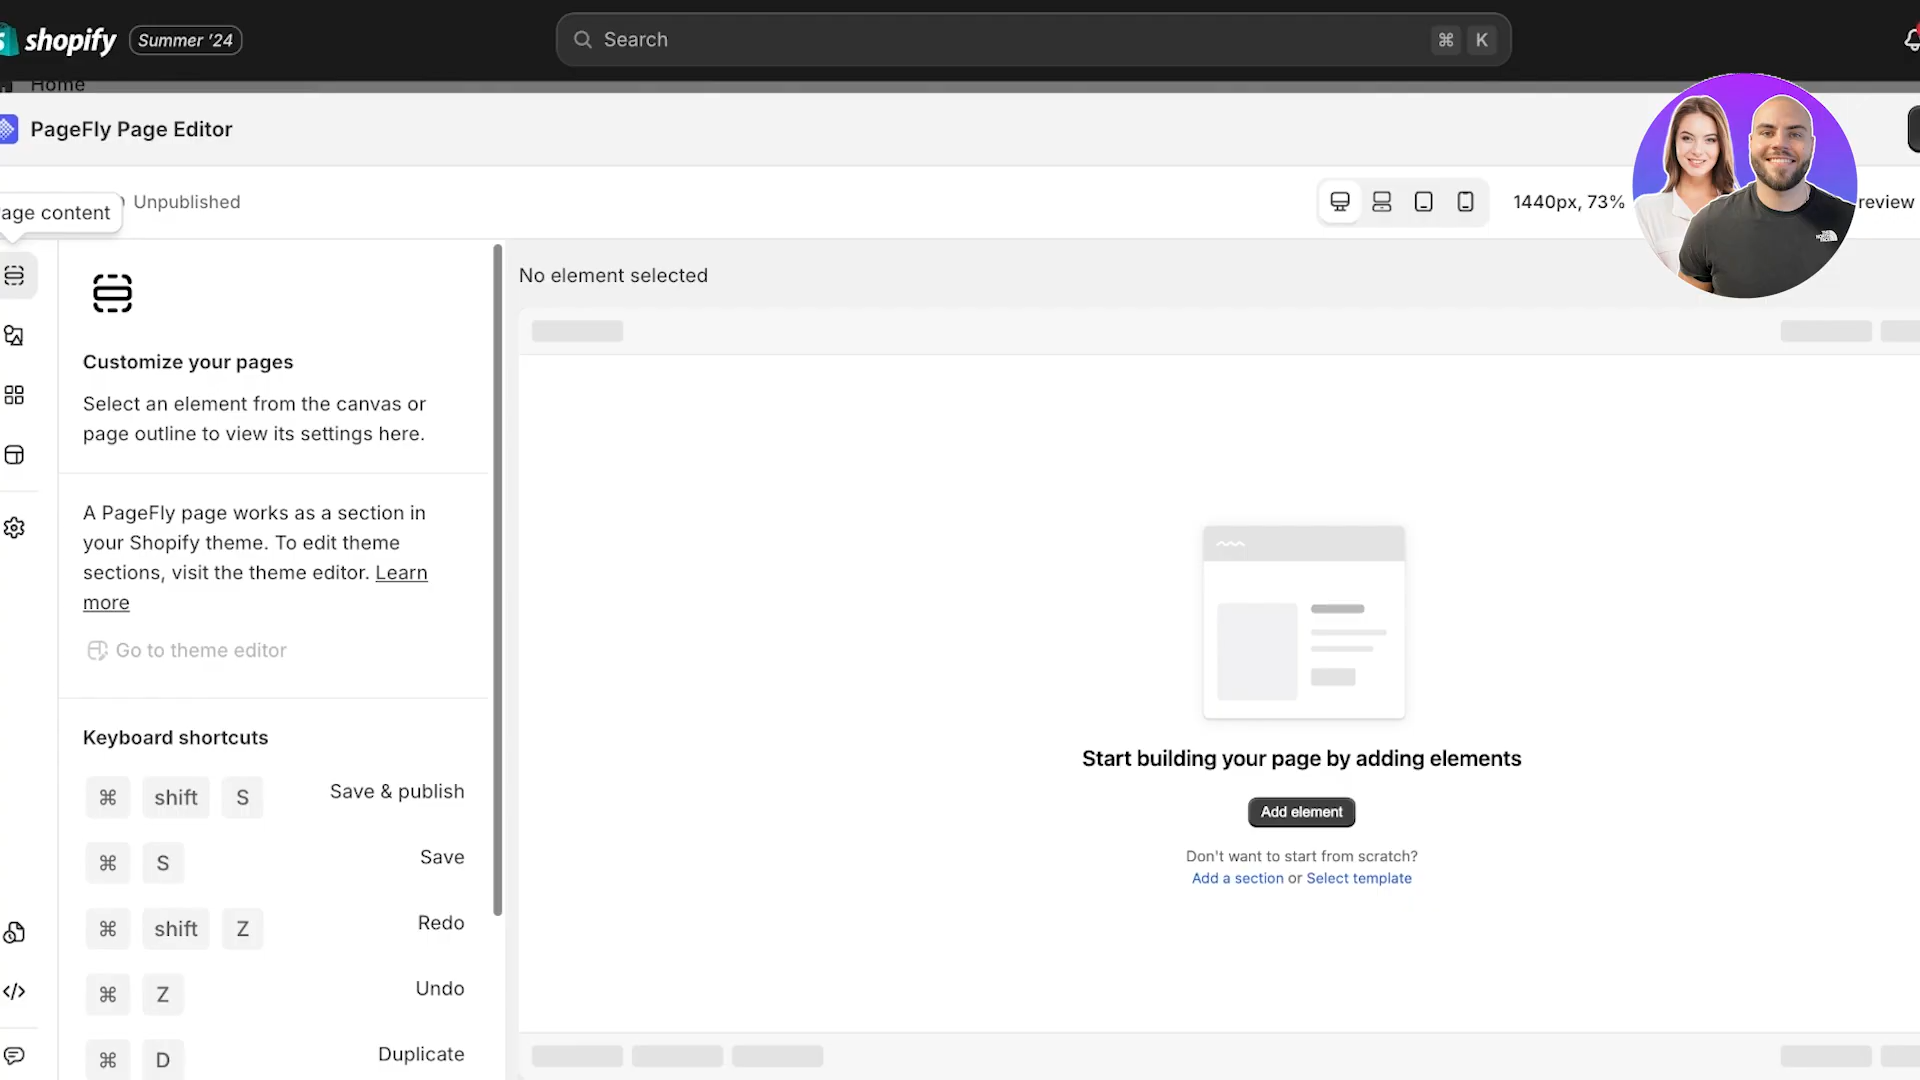 shopify
Summer '24
Search
⌘ K
Home
PageFly Page Editor
age content
Unpublished
1440px, 73%
review
No element selected
Customize your pages
Select an element from the canvas or
page outline to view its settings here.
A PageFly page works as a section in
your Shopify theme. To edit theme
sections, visit the theme editor. Learn
more
Go to theme editor
Keyboard shortcuts
⌘ shift S Save & publish
⌘ S Save
⌘ shift Z Redo
⌘ Z Undo
⌘ D Duplicate
Start building your page by adding elements
Add element
Don't want to start from scratch?
Add a section or Select template